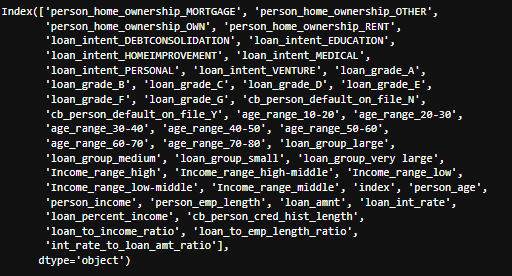 Index(['person_home_ownership_MORTGAGE', 'person_home_ownership_OTHER',
'person_home_ownership_OWN', 'person_home_ownership_RENT',
'loan_intent_DEBTCONSOLIDATION', 'loan_intent_EDUCATION',
'loan_intent_HOMEIMPROVEMENT', 'loan_intent_MEDICAL',
'loan_intent_PERSONAL', 'loan_intent_VENTURE', 'loan_grade_A',
'loan_grade_B', 'loan_grade_C', 'loan_grade_D', 'loan_grade_E',
'loan_grade_F', 'loan_grade_G', 'cb_person_default_on_file_N',
'cb_person_default_on_file_Y', 'age_range_10-20', 'age_range_20-30',
'age_range_30-40', 'age_range_40-50', 'age_range_50-60',
'age_range_60-70', 'age_range_70-80', 'loan_group_large',
'loan_group_medium', 'loan_group_small', 'loan_group_very large',
'Income_range_high', 'Income_range_high-middle', 'Income_range_low',
'Income_range_low-middle', 'Income_range_middle', 'index', 'person_age',
'person_income', 'person_emp_length', 'loan_amnt', 'loan_int_rate',
'loan_percent_income', 'cb_person_cred_hist_length',
'loan_to_income_ratio', 'loan_to_emp_length_ratio',
'int_rate_to_loan_amt_ratio'],
dtype='object')